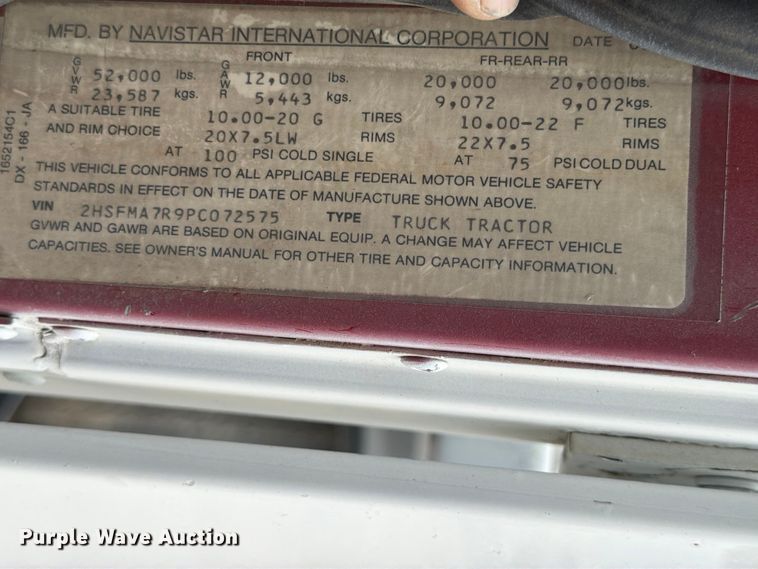 MFD. BY NAVISTAR INTERNATIONAL CORPORATION DATE
FRONT FR-REAR-RR
GVWR 52,000 lbs. GAWR 12,000 lbs. 20,000 20,000 lbs.
23,587 kgs. 5,443 kgs. 9,072 9,072 kgs.
A SUITABLE TIRE 10.00-20 G TIRES 10.00-22 F TIRES
AND RIM CHOICE 20X7.5LW RIMS 22X7.5 RIMS
AT 100 PSI COLD SINGLE AT 75 PSI COLD DUAL
THIS VEHICLE CONFORMS TO ALL APPLICABLE FEDERAL MOTOR VEHICLE SAFETY
STANDARDS IN EFFECT ON THE DATE OF MANUFACTURE SHOWN ABOVE.
VIN 2HSFMA7R9PC072575 TYPE TRUCK TRACTOR
GVWR AND GAWR ARE BASED ON ORIGINAL EQUIP. A CHANGE MAY AFFECT VEHICLE
CAPACITIES. SEE OWNER'S MANUAL FOR OTHER TIRE AND CAPACITY INFORMATION.
1652154C1
DX - 166 - JA
Purple Wave Auction